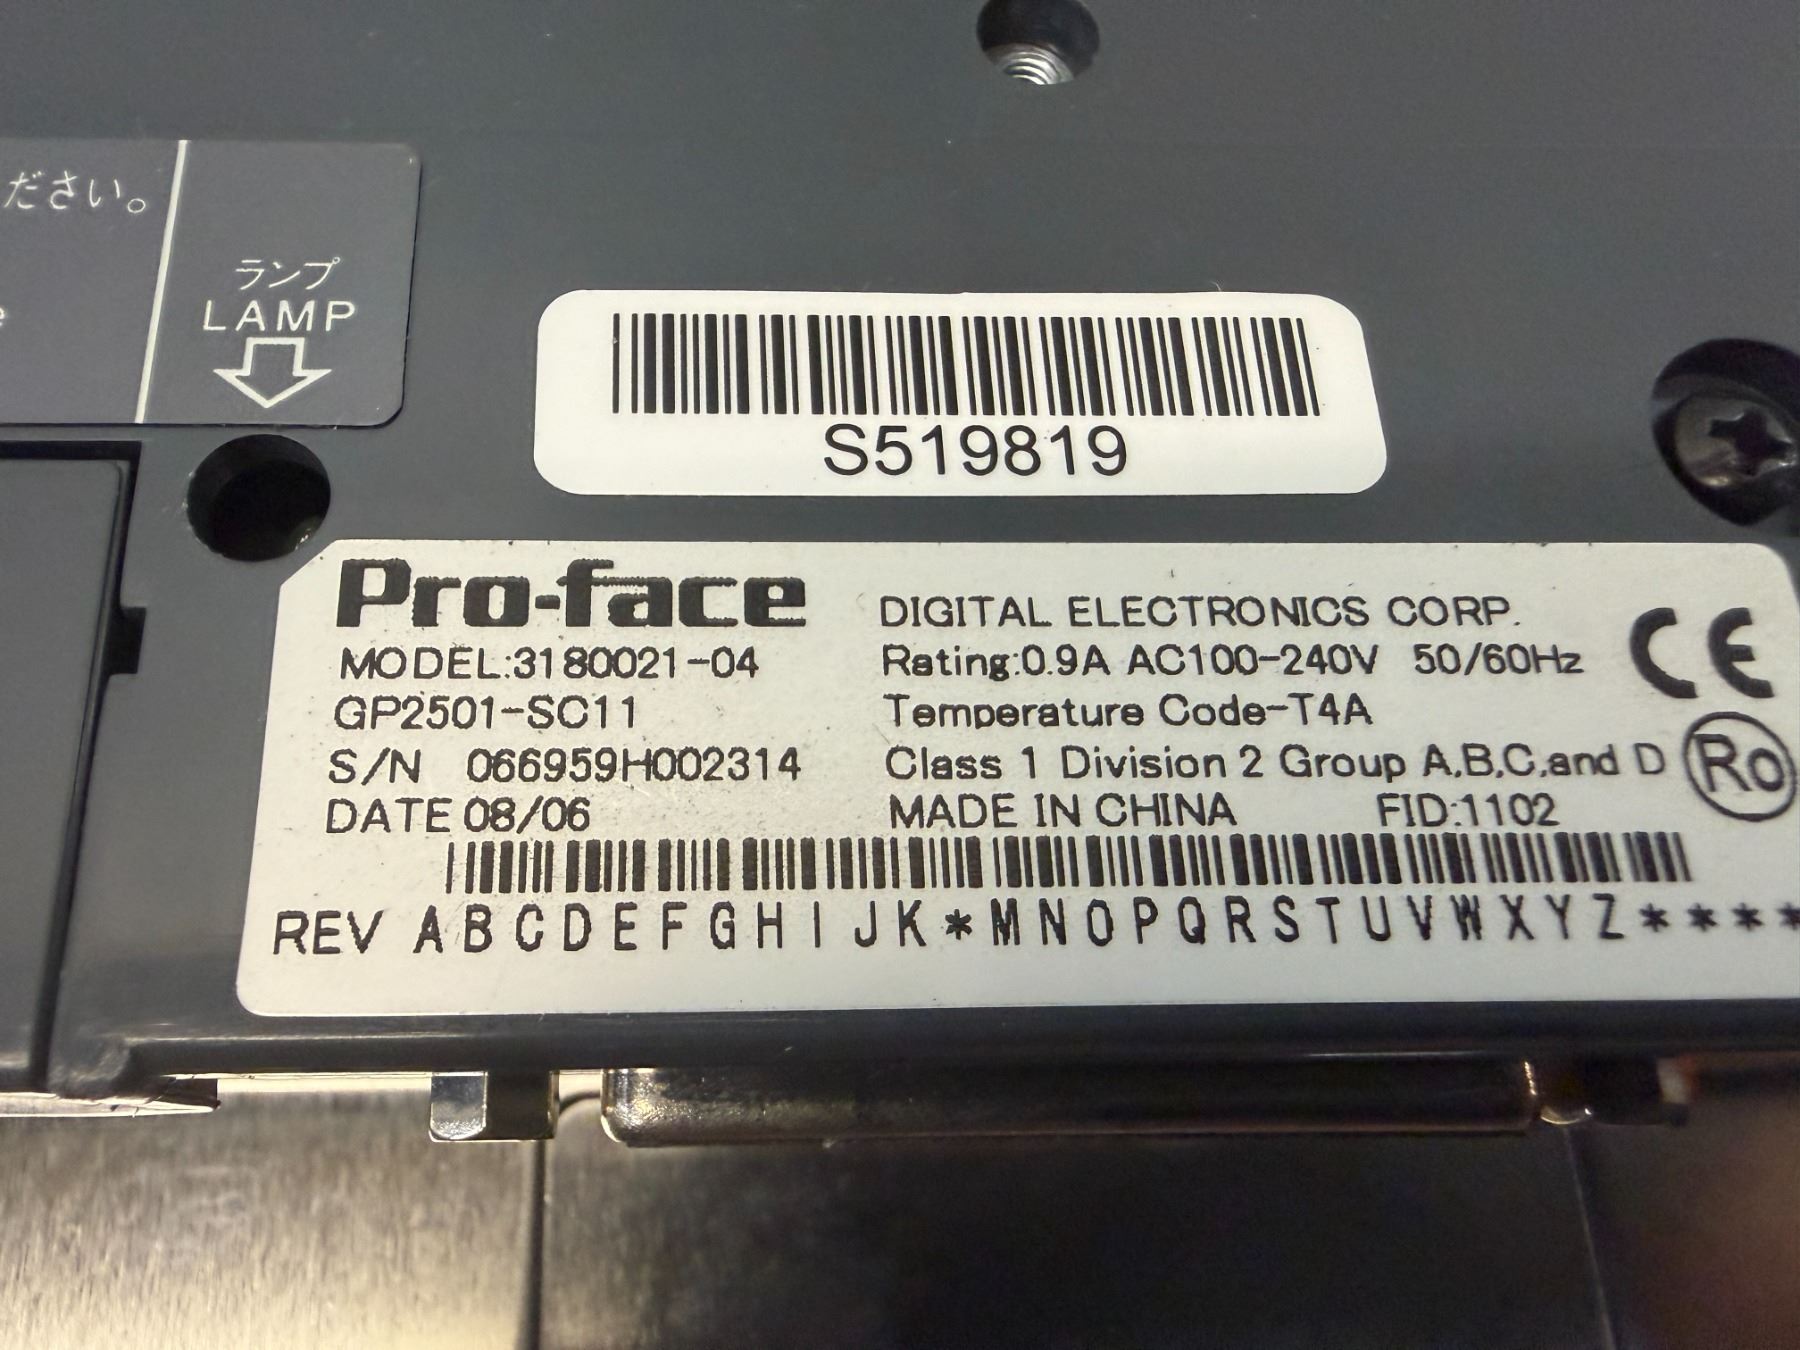 ださい。
ランプ
LAMP
S519819
Pro-face
DIGITAL ELECTRONICS CORP.
MODEL:3180021-04
Rating:0.9A AC100-240V 50/60Hz
CE
GP2501-SC11
Temperature Code-T4A
S/N 066959H002314
Class 1 Division 2 Group A,B,C,and D
Ro
DATE 08/06
MADE IN CHINA FID:1102
REV A B C D E F G H I J K * M N O P Q R S T U V W X Y Z * * * *